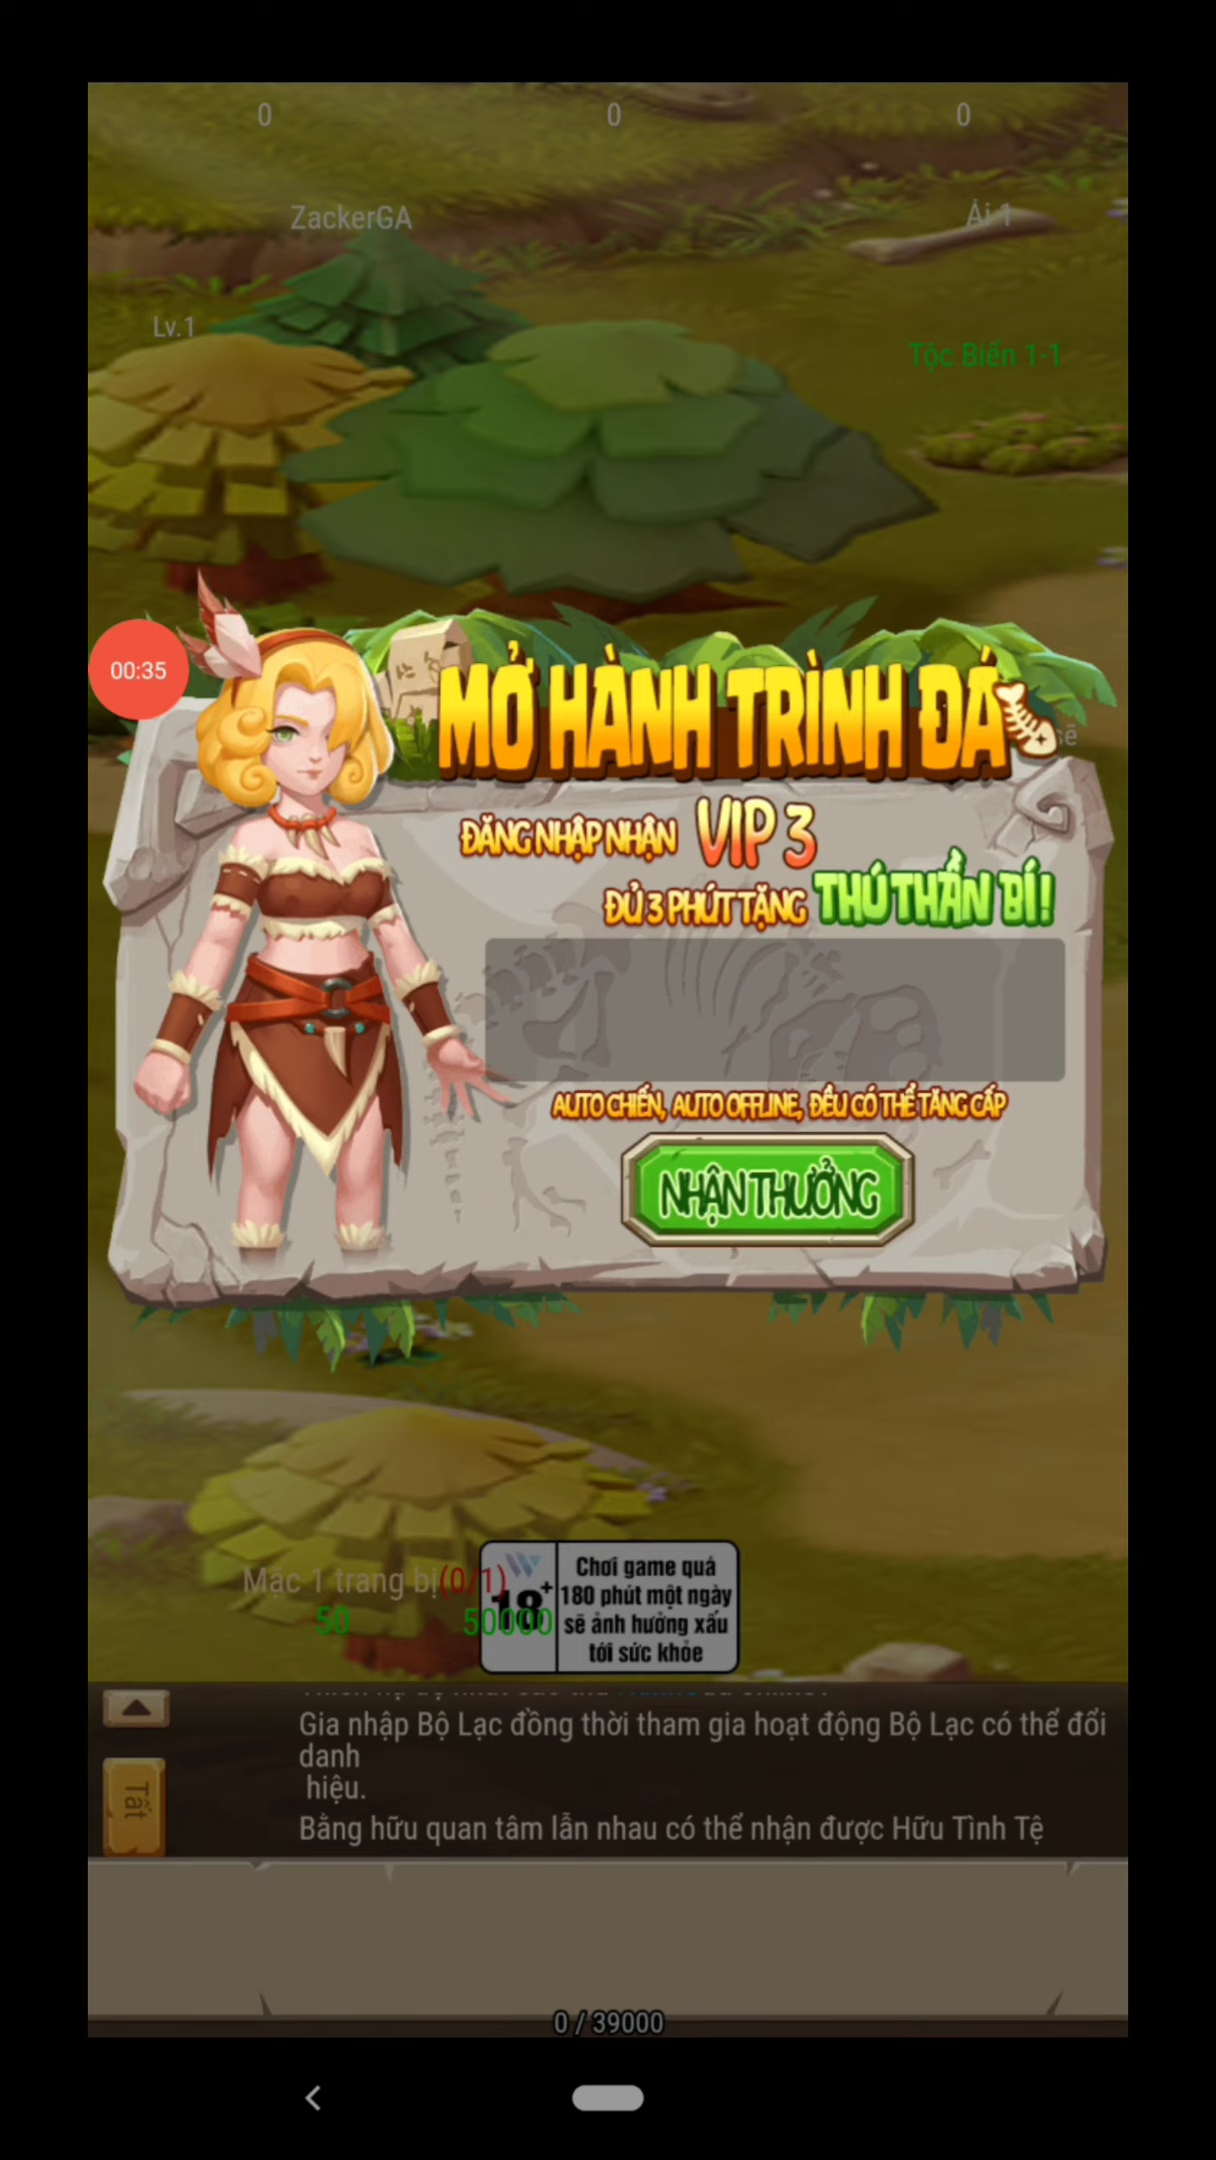 0 0 0
ZackerGA
Ải 1
Lv.1
Tộc Biển 1-1
00:35
MỞ HÀNH TRÌNH ĐÁ
sẽ
ĐĂNG NHẬP NHẬN VIP 3
ĐỦ 3 PHÚT TẶNG THÚ THẦN BÍ!
AUTO CHIẾN, AUTO OFFLINE, ĐỀU CÓ THỂ TĂNG CẤP
NHẬN THƯỞNG
Mặc 1 trang bị(0/1)
50 50000
18+
Chơi game quá
180 phút một ngày
sẽ ảnh hưởng xấu
tới sức khỏe
Gia nhập Bộ Lạc đồng thời tham gia hoạt động Bộ Lạc có thể đổi
danh
hiệu.
Tất
Bằng hữu quan tâm lẫn nhau có thể nhận được Hữu Tình Tệ
0 / 39000